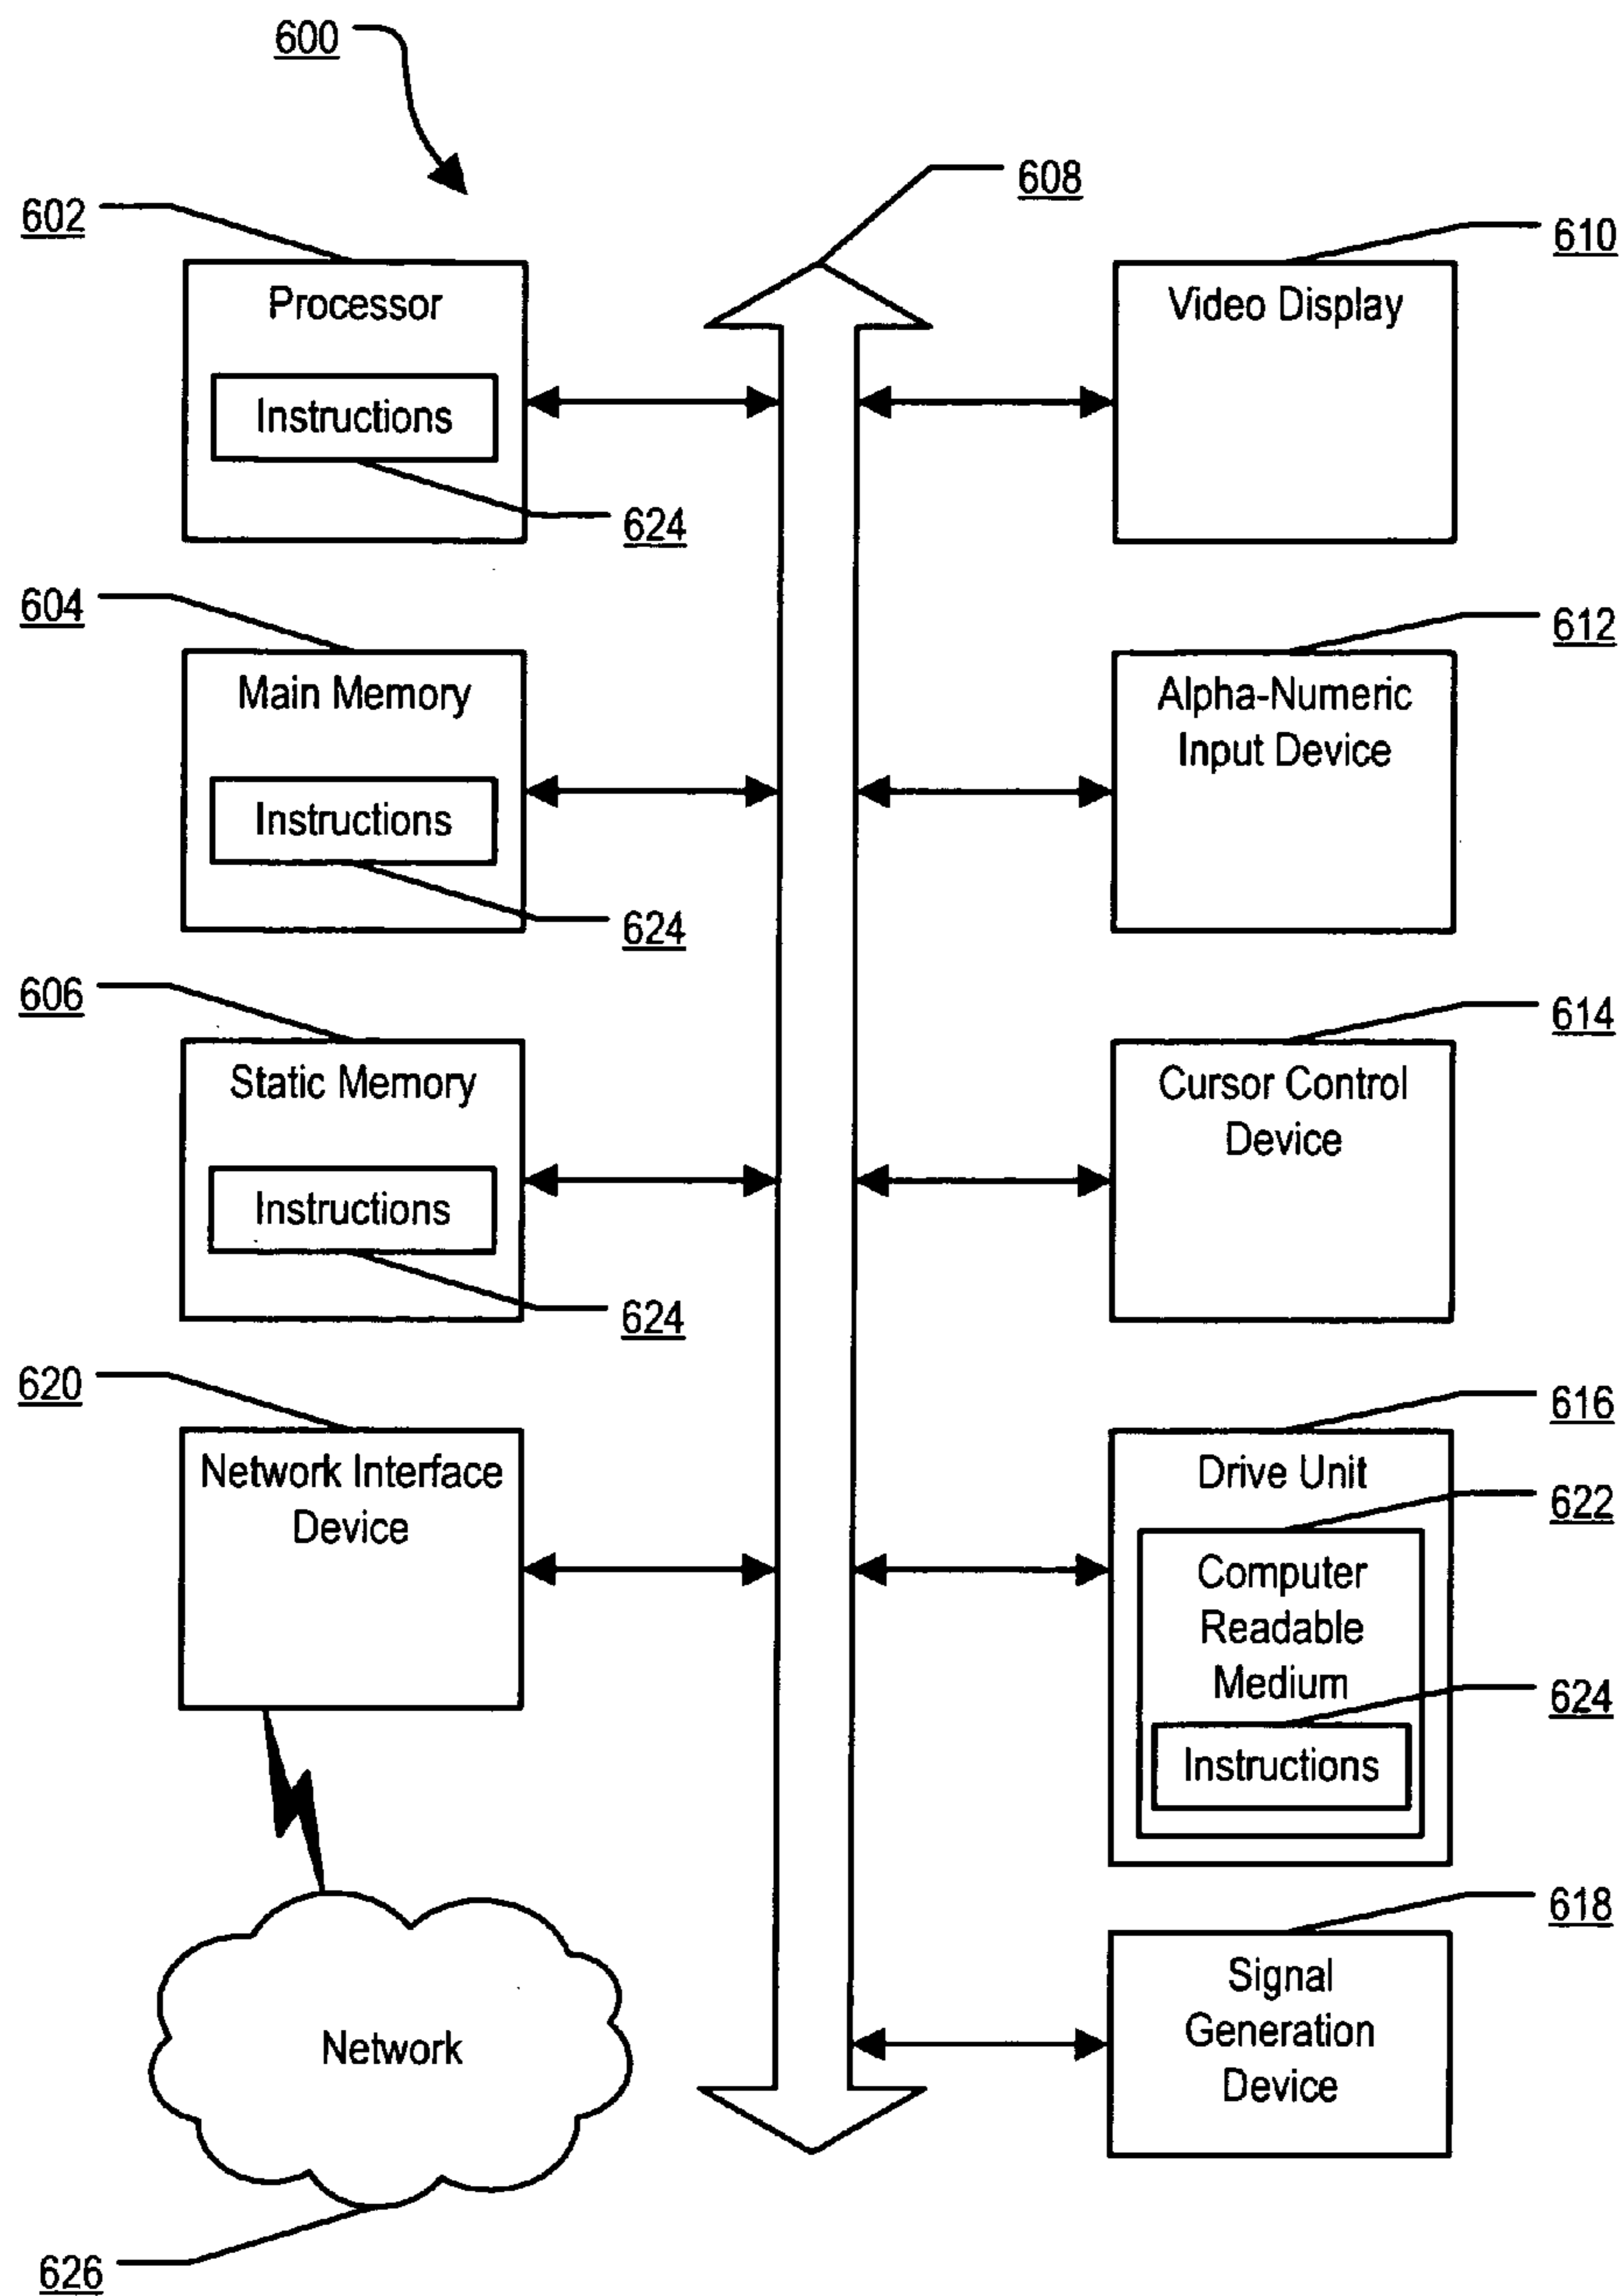 600
608
602
610
Processor
Video Display
Instructions
624
604
612
Main Memory
Alpha-Numeric
Input Device
Instructions
624
606
614
Static Memory
Cursor Control
Device
Instructions
624
620
616
Network Interface
Device
Drive Unit
622
Computer
Readable
Medium
624
Instructions
618
Signal
Generation
Device
Network
626